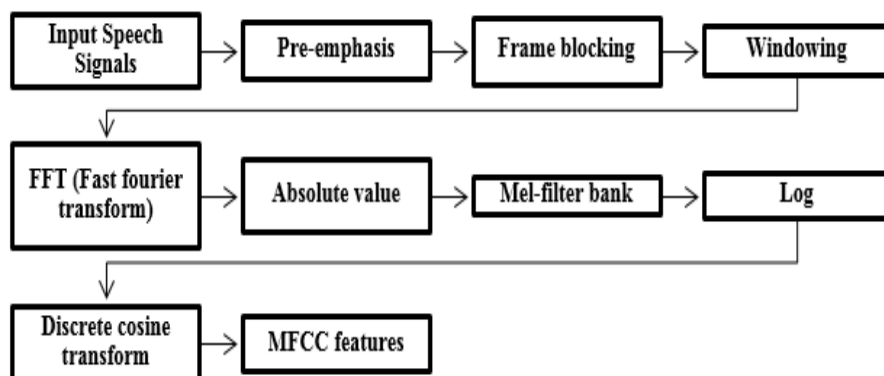 Input Speech
Signals
Pre-emphasis
Frame blocking
Windowing
FFT (Fast fourier
transform)
Absolute value
Mel-filter bank
Log
Discrete cosine
transform
MFCC features